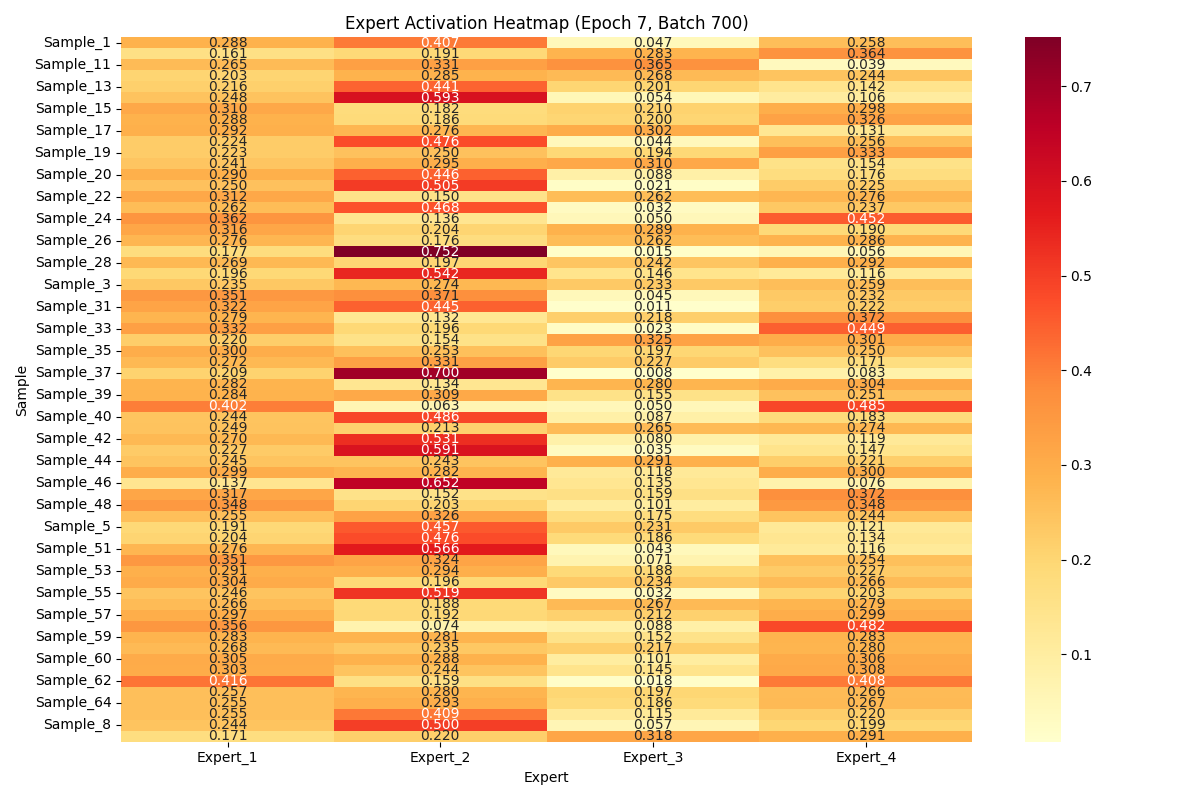 Expert Activation Heatmap (Epoch 7, Batch 700)
Sample_1 0.288 0.407 0.047 0.258
0.161 0.191 0.283 0.364
Sample_11 0.265 0.331 0.365 0.039
0.203 0.285 0.268 0.244
Sample_13 0.216 0.441 0.201 0.142
0.248 0.593 0.054 0.106
Sample_15 0.310 0.182 0.210 0.298
0.288 0.186 0.200 0.326
Sample_17 0.292 0.276 0.302 0.131
0.224 0.476 0.044 0.256
Sample_19 0.223 0.250 0.194 0.333
0.241 0.295 0.310 0.154
Sample_20 0.290 0.446 0.088 0.176
0.250 0.505 0.021 0.225
Sample_22 0.312 0.150 0.262 0.276
0.262 0.468 0.032 0.237
Sample_24 0.362 0.136 0.050 0.452
0.316 0.204 0.289 0.190
Sample_26 0.276 0.176 0.262 0.286
0.177 0.752 0.015 0.056
Sample_28 0.269 0.197 0.242 0.292
0.196 0.542 0.146 0.116
Sample_3 0.235 0.274 0.233 0.259
0.351 0.371 0.045 0.232
Sample_31 0.322 0.445 0.011 0.222
0.279 0.132 0.218 0.372
Sample_33 0.332 0.196 0.023 0.449
0.220 0.154 0.325 0.301
Sample_35 0.300 0.253 0.197 0.250
0.272 0.331 0.227 0.171
Sample_37 0.209 0.700 0.008 0.083
0.282 0.134 0.280 0.304
Sample_39 0.284 0.309 0.155 0.251
0.402 0.063 0.050 0.485
Sample_40 0.244 0.486 0.087 0.183
0.249 0.213 0.265 0.274
Sample_42 0.270 0.531 0.080 0.119
0.227 0.591 0.035 0.147
Sample_44 0.245 0.243 0.291 0.221
0.299 0.282 0.118 0.300
Sample_46 0.137 0.652 0.135 0.076
0.317 0.152 0.159 0.372
Sample_48 0.348 0.203 0.101 0.348
0.255 0.326 0.175 0.244
Sample_5 0.191 0.457 0.231 0.121
0.204 0.476 0.186 0.134
Sample_51 0.276 0.566 0.043 0.116
0.351 0.324 0.071 0.254
Sample_53 0.291 0.294 0.188 0.227
0.304 0.196 0.234 0.266
Sample_55 0.246 0.519 0.032 0.203
0.266 0.188 0.267 0.279
Sample_57 0.297 0.192 0.212 0.299
0.356 0.074 0.088 0.482
Sample_59 0.283 0.281 0.152 0.283
0.268 0.235 0.217 0.280
Sample_60 0.305 0.288 0.101 0.306
0.303 0.244 0.145 0.308
Sample_62 0.416 0.159 0.018 0.408
0.257 0.280 0.197 0.266
Sample_64 0.255 0.293 0.186 0.267
0.255 0.409 0.115 0.220
Sample_8 0.244 0.500 0.057 0.199
0.171 0.220 0.318 0.291
Expert_1 Expert_2 Expert_3 Expert_4
Expert
Sample
0.7
0.6
0.5
0.4
0.3
0.2
0.1